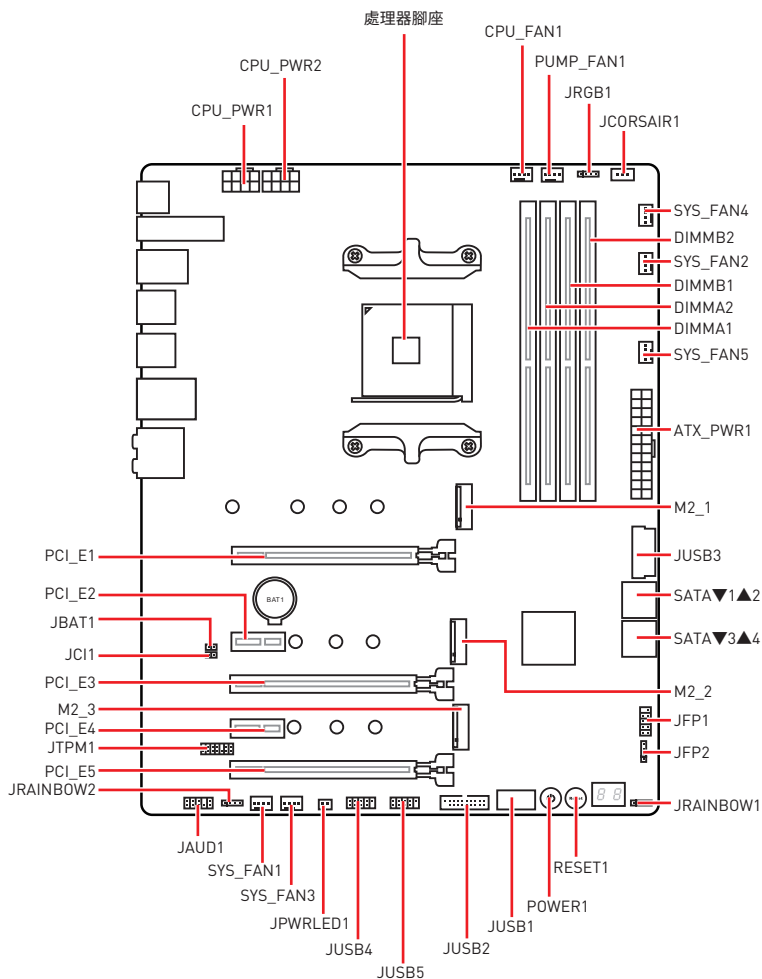 處理器腳座
CPU_FAN1
PUMP_FAN1
CPU_PWR2
JRGB1
CPU_PWR1
JCORSAIR1
SYS_FAN4
DIMMB2
SYS_FAN2
DIMMB1
DIMMA2
DIMMA1
SYS_FAN5
ATX_PWR1
M2_1
PCI_E1
JUSB3
PCI_E2
BAT1
SATA▼1▲2
JBAT1
SATA▼3▲4
JCI1
PCI_E3
M2_2
M2_3
JFP1
PCI_E4
JTPM1
JFP2
PCI_E5
JRAINBOW2
88
JRAINBOW1
JAUD1
SYS_FAN1
RESET1
SYS_FAN3
POWER1
JPWRLED1
JUSB1
JUSB4
JUSB2
JUSB5